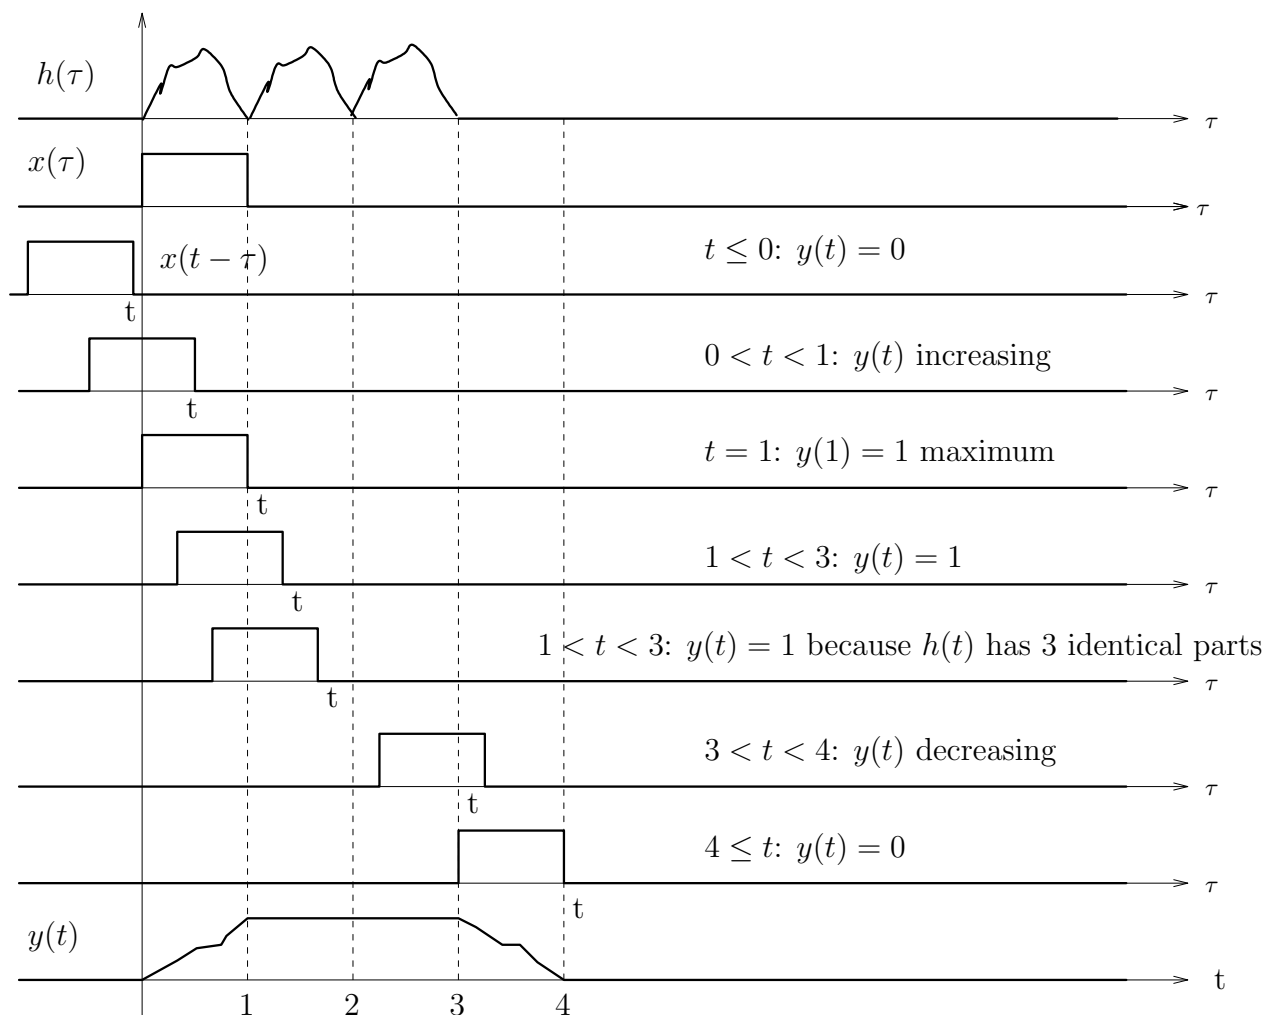 h(τ)
τ
x(τ)
τ
x(t − τ)
t ≤ 0: y(t) = 0
t
τ
0 < t < 1: y(t) increasing
t
τ
t = 1: y(1) = 1 maximum
t
τ
1 < t < 3: y(t) = 1
t
τ
1 < t < 3: y(t) = 1 because h(t) has 3 identical parts
t
τ
3 < t < 4: y(t) decreasing
t
τ
4 ≤ t: y(t) = 0
t
τ
y(t)
t
1 2 3 4